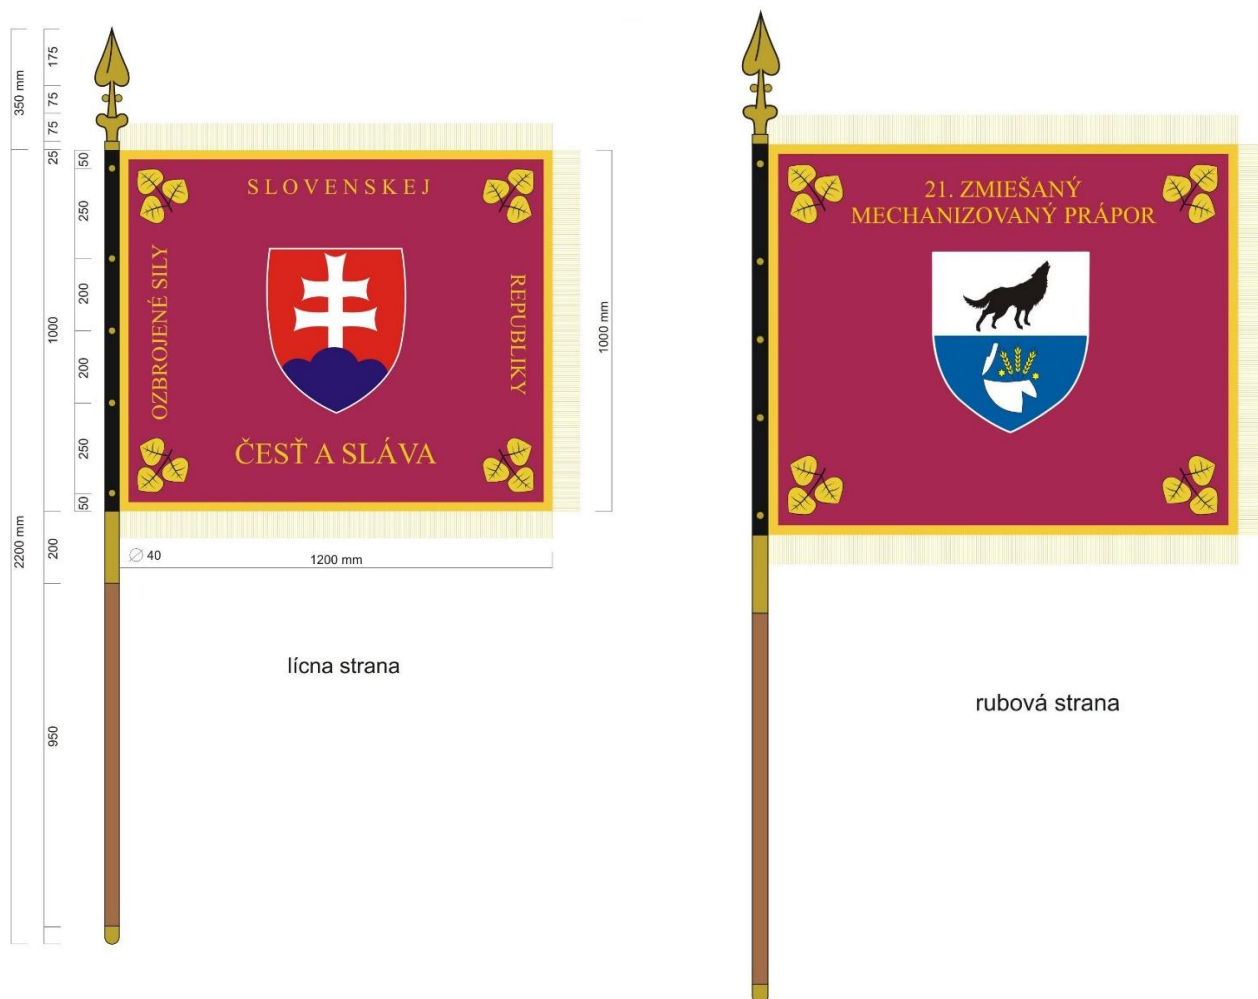 350 mm
2200 mm
175
75
75
25
1000
200
950
50
250
200
200
250
50
SLOVENSKEJ
OZBROJENÉ SILY
REPUBLIKY
ČESŤ A SLÁVA
1000 mm
∅ 40
1200 mm
lícna strana
21. ZMIEŠANÝ
MECHANIZOVANÝ PRÁPOR
rubová strana